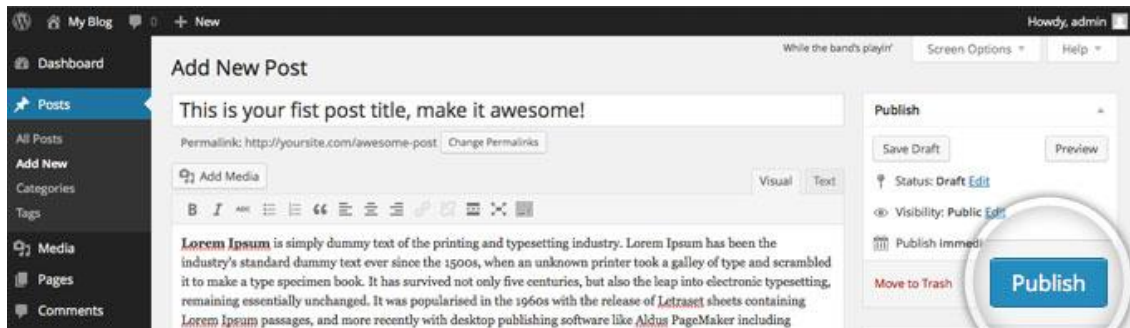 My Blog 0 + New Howdy, admin
While the band's playin' Screen Options Help
Dashboard
Add New Post
Posts
This is your fist post title, make it awesome!
Publish
All Posts
Permalink: http://yoursite.com/awesome-post Change Permalinks
Save Draft Preview
Add New
Add Media
Visual Text
Status: Draft Edit
Categories
Tags
B I ABC
Visibility: Public Edit
Media
Lorem Ipsum is simply dummy text of the printing and typesetting industry. Lorem Ipsum has been the
industry's standard dummy text ever since the 1500s, when an unknown printer took a galley of type and scrambled
it to make a type specimen book. It has survived not only five centuries, but also the leap into electronic typesetting,
remaining essentially unchanged. It was popularised in the 1960s with the release of Letraset sheets containing
Lorem Ipsum passages, and more recently with desktop publishing software like Aldus PageMaker including
Publish Immedi
Pages
Move to Trash
Publish
Comments